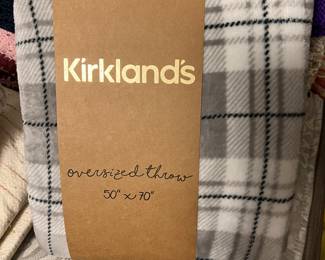 Kirkland's
oversized throw
50" x 70"